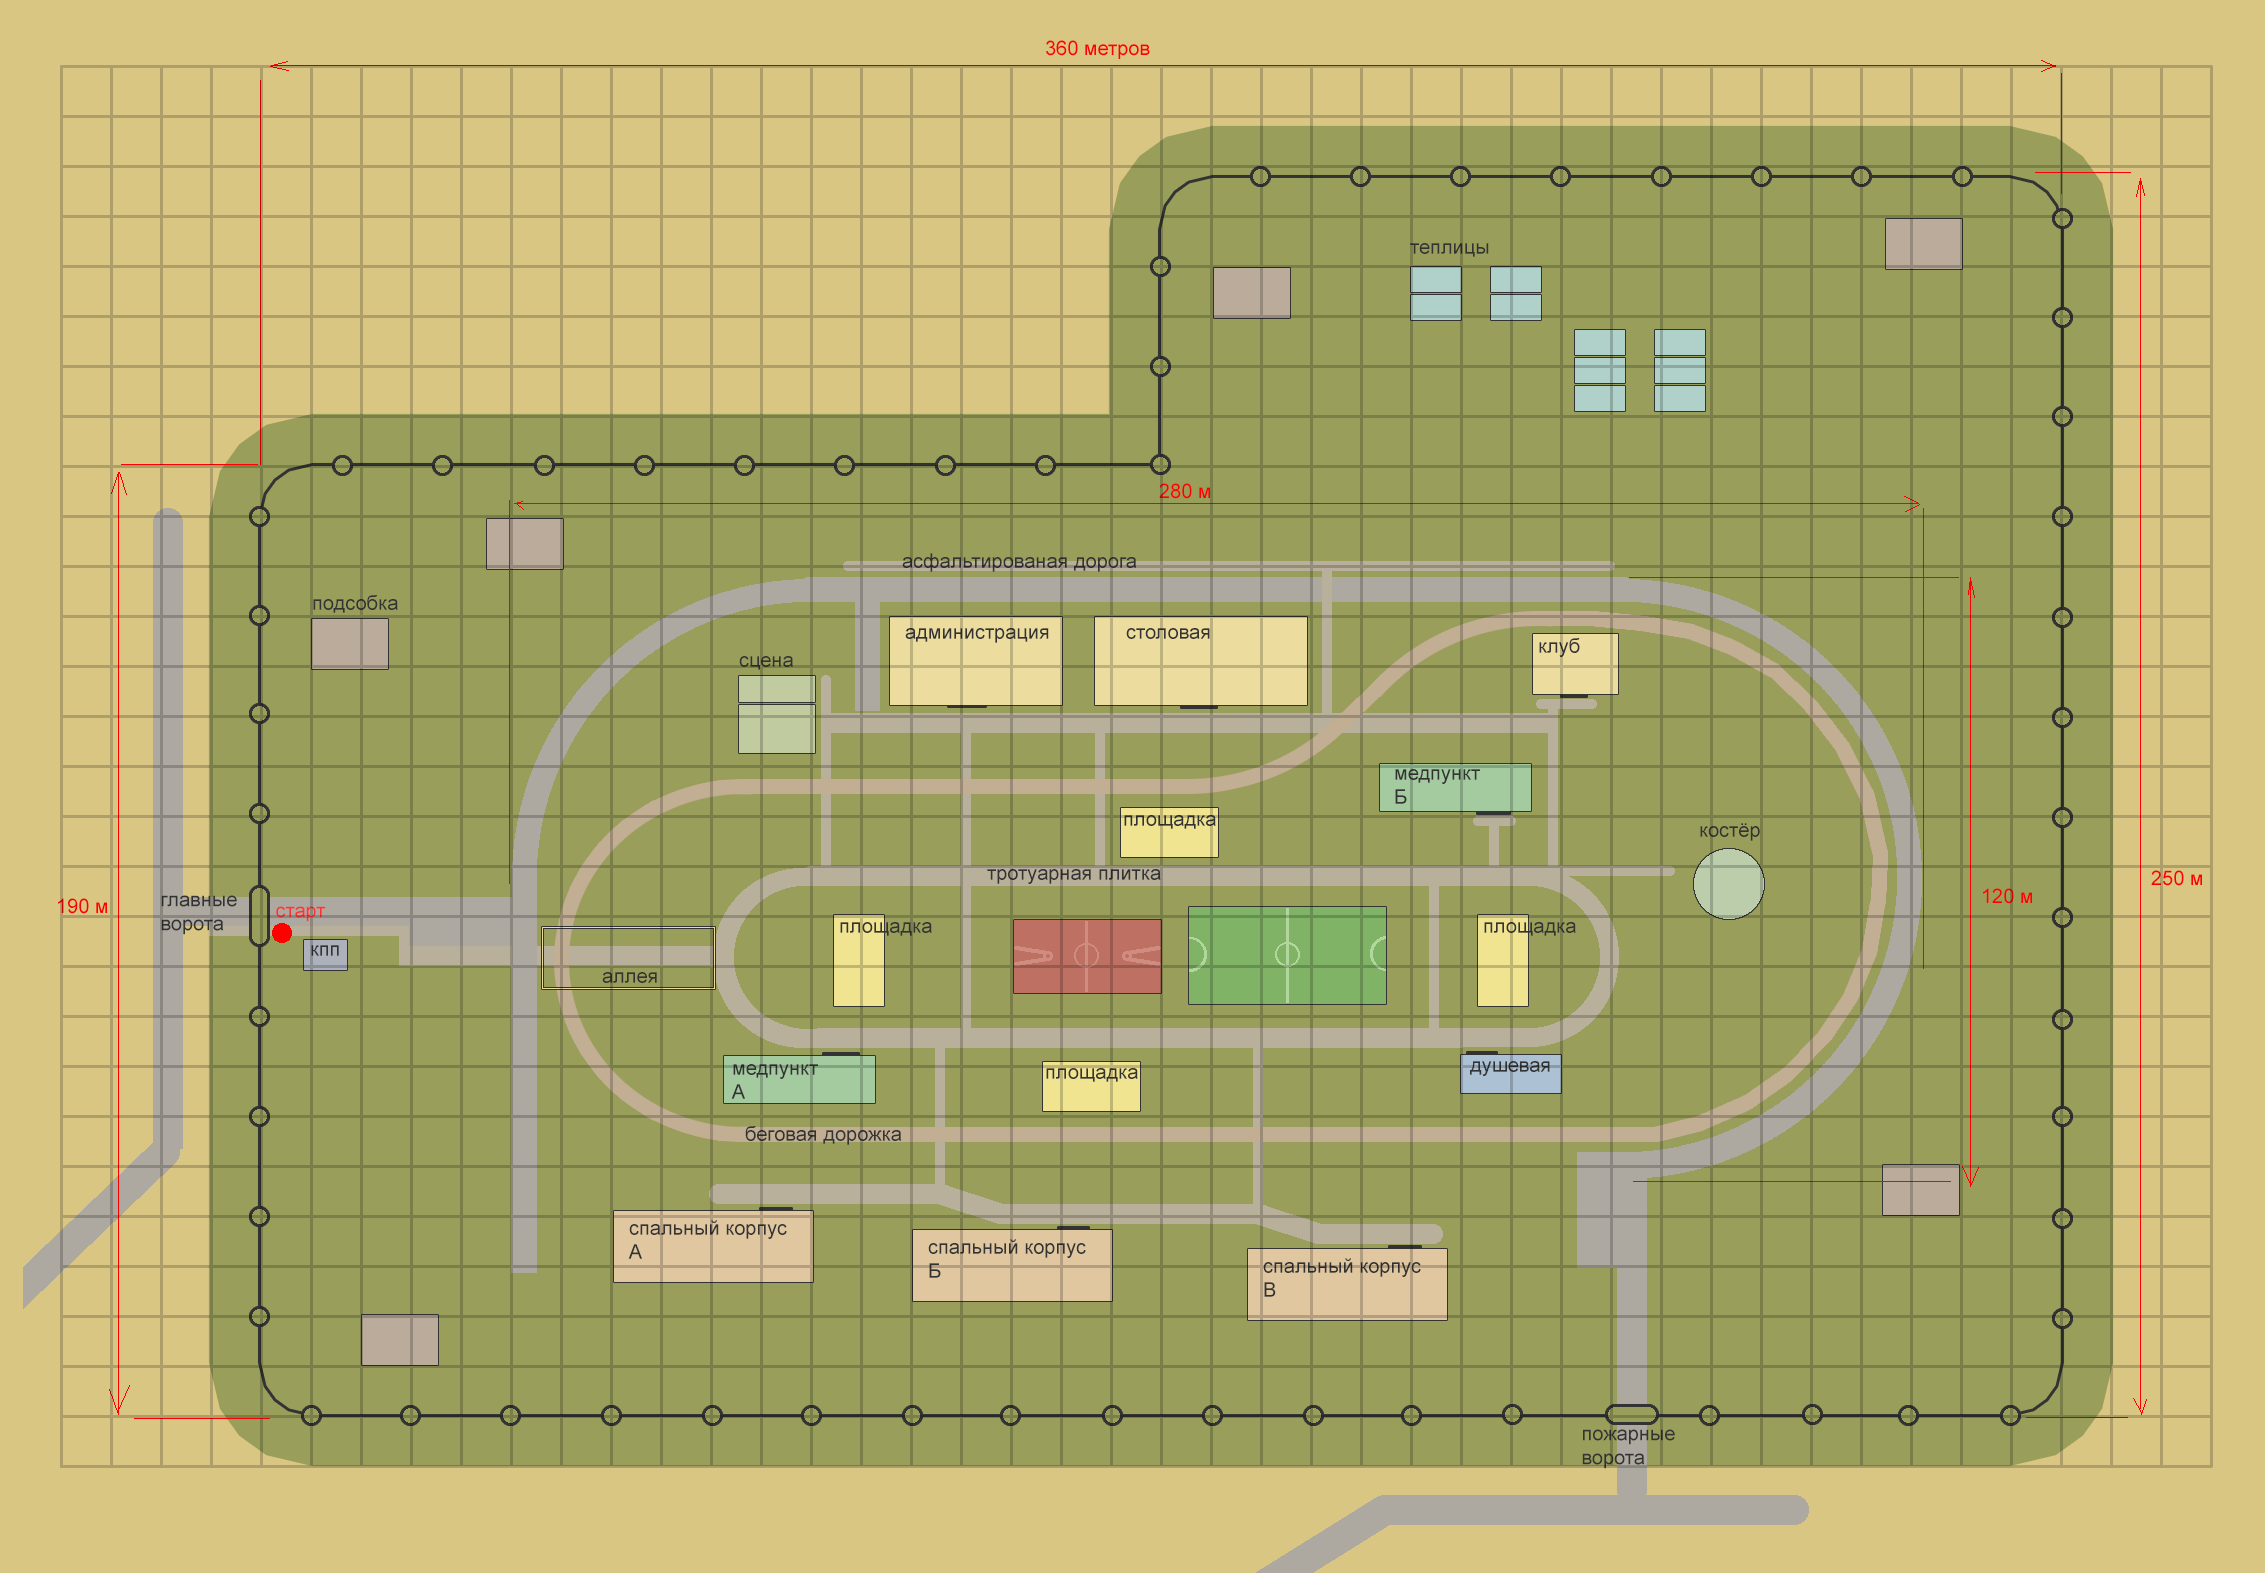 360 метров
теплицы
280 м
асфальтированая дорога
подсобка
администрация
столовая
клуб
сцена
медпункт
Б
площадка
костёр
тротуарная плитка
главные
ворота
старт
190 м
250 м
120 м
кпп
площадка
площадка
аллея
медпункт
А
площадка
душевая
беговая дорожка
спальный корпус
А
спальный корпус
Б
спальный корпус
В
пожарные
ворота